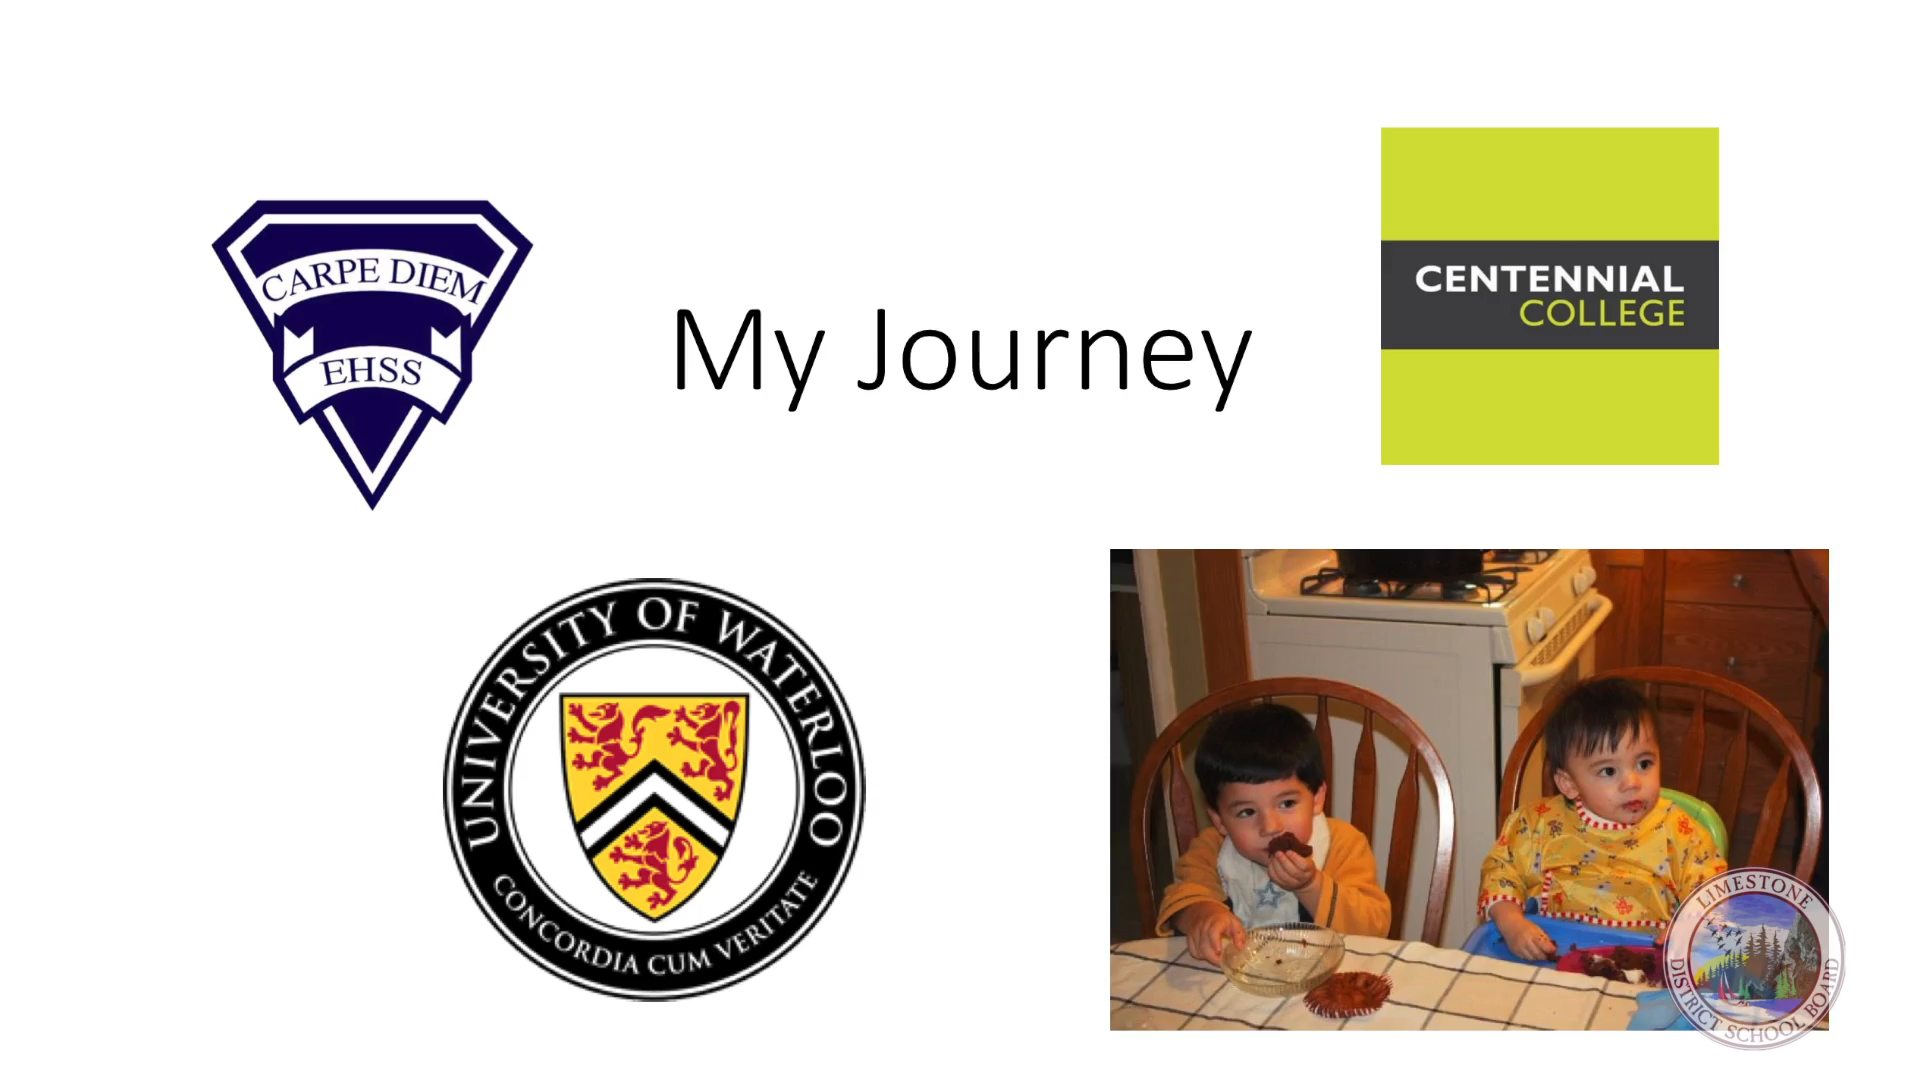 CARPE DIEM
EHSS
My Journey
CENTENNIAL
COLLEGE
UNIVERSITY OF WATERLOO
CONCORDIA CUM VERITATE
LIMESTONE
DISTRICT SCHOOL BOARD